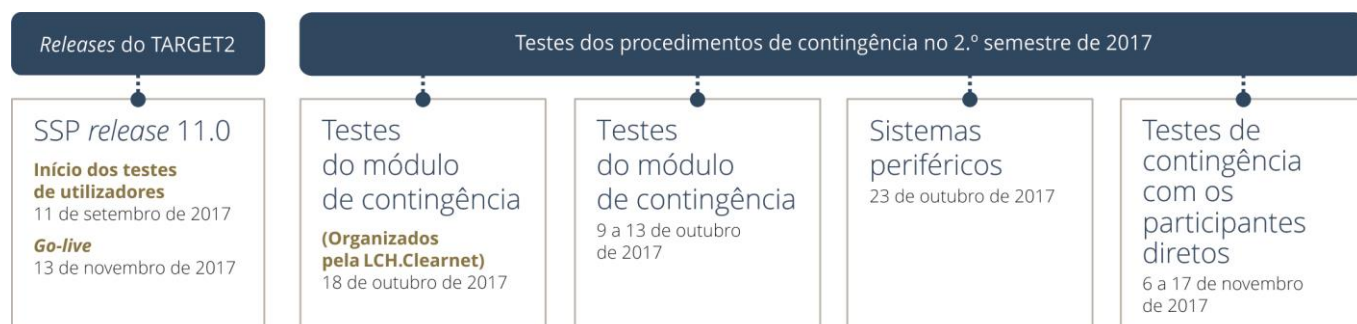 Releases do TARGET2
Testes dos procedimentos de contingência no 2.º semestre de 2017
SSP release 11.0
Início dos testes
de utilizadores
11 de setembro de 2017
Go-live
13 de novembro de 2017
Testes
do módulo
de contingência
(Organizados
pela LCH.Clearnet)
18 de outubro de 2017
Testes
do módulo
de contingência
9 a 13 de outubro
de 2017
Sistemas
periféricos
23 de outubro de 2017
Testes de
contingência
com os
participantes
diretos
6 a 17 de novembro
de 2017